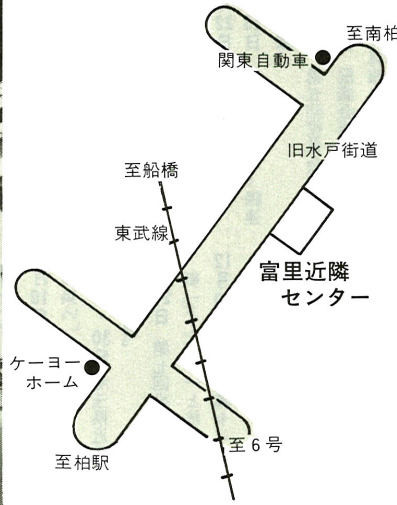 至南柏
関東自動車
旧水戸街道
至船橋
東武線
富里近隣
センター
ケーヨー
ホーム
至6号
至柏駅